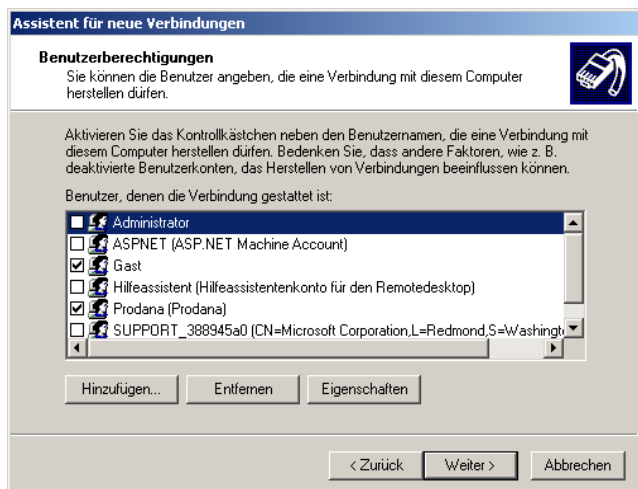 Assistent für neue Verbindungen
Benutzerberechtigungen
Sie können die Benutzer angeben, die eine Verbindung mit diesem Computer
herstellen dürfen.
Aktivieren Sie das Kontrollkästchen neben den Benutzernamen, die eine Verbindung mit
diesem Computer herstellen dürfen. Bedenken Sie, dass andere Faktoren, wie z. B.
deaktivierte Benutzerkonten, das Herstellen von Verbindungen beeinflussen können.
Benutzer, denen die Verbindung gestattet ist:
Administrator
ASPNET (ASP.NET Machine Account)
Gast
Hilfeassistent (Hilfeassistentenkonto für den Remotedesktop)
Prodana (Prodana)
SUPPORT_388945a0 (CN=Microsoft Corporation,L=Redmond,S=Washingt
Hinzufügen... Entfernen Eigenschaften
< Zurück Weiter > Abbrechen